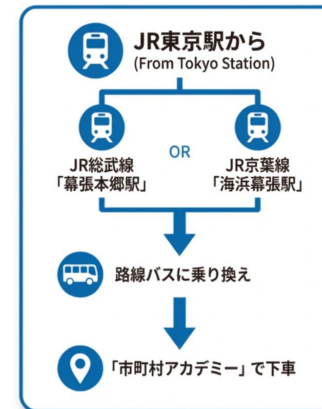 JR東京駅から
(From Tokyo Station)
JR総武線
「幕張本郷駅」
OR
JR京葉線
「海浜幕張駅」
路線バスに乗り換え
「市町村アカデミー」で下車